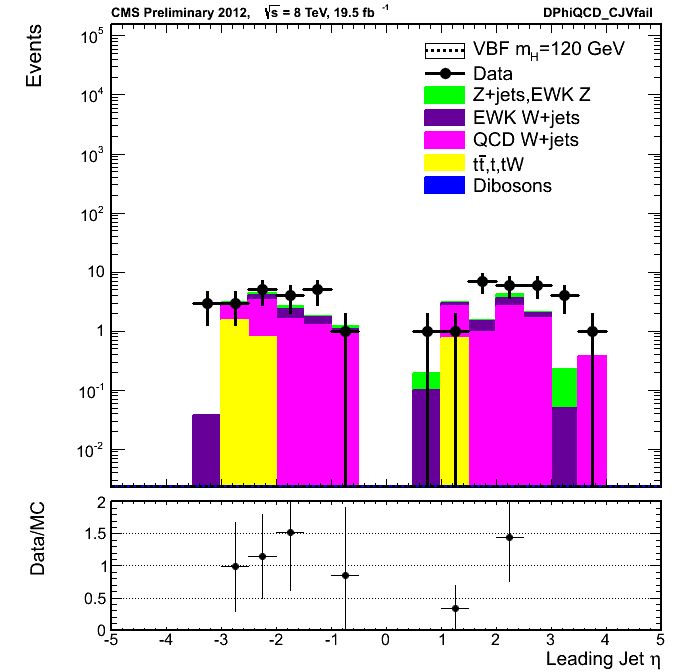 CMS Preliminary 2012, √s = 8 TeV, 19.5 fb⁻¹ DPhiQCD_CJVfail
Events
10⁵
10⁴
10³
10²
10
1
10⁻¹
10⁻²
VBF m_H=120 GeV
Data
Z+jets,EWK Z
EWK W+jets
QCD W+jets
tt̅,t,tW
Dibosons
Data/MC
2
1.5
1
0.5
0
-5 -4 -3 -2 -1 0 1 2 3 4 5
Leading Jet η